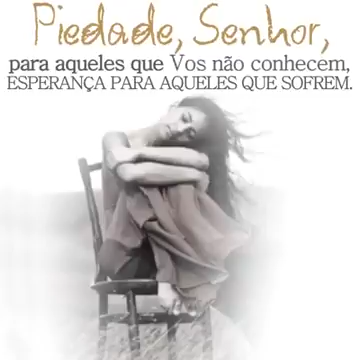 Piedade, Senhor,
para aqueles que Vos não conhecem,
ESPERANÇA PARA AQUELES QUE SOFREM.